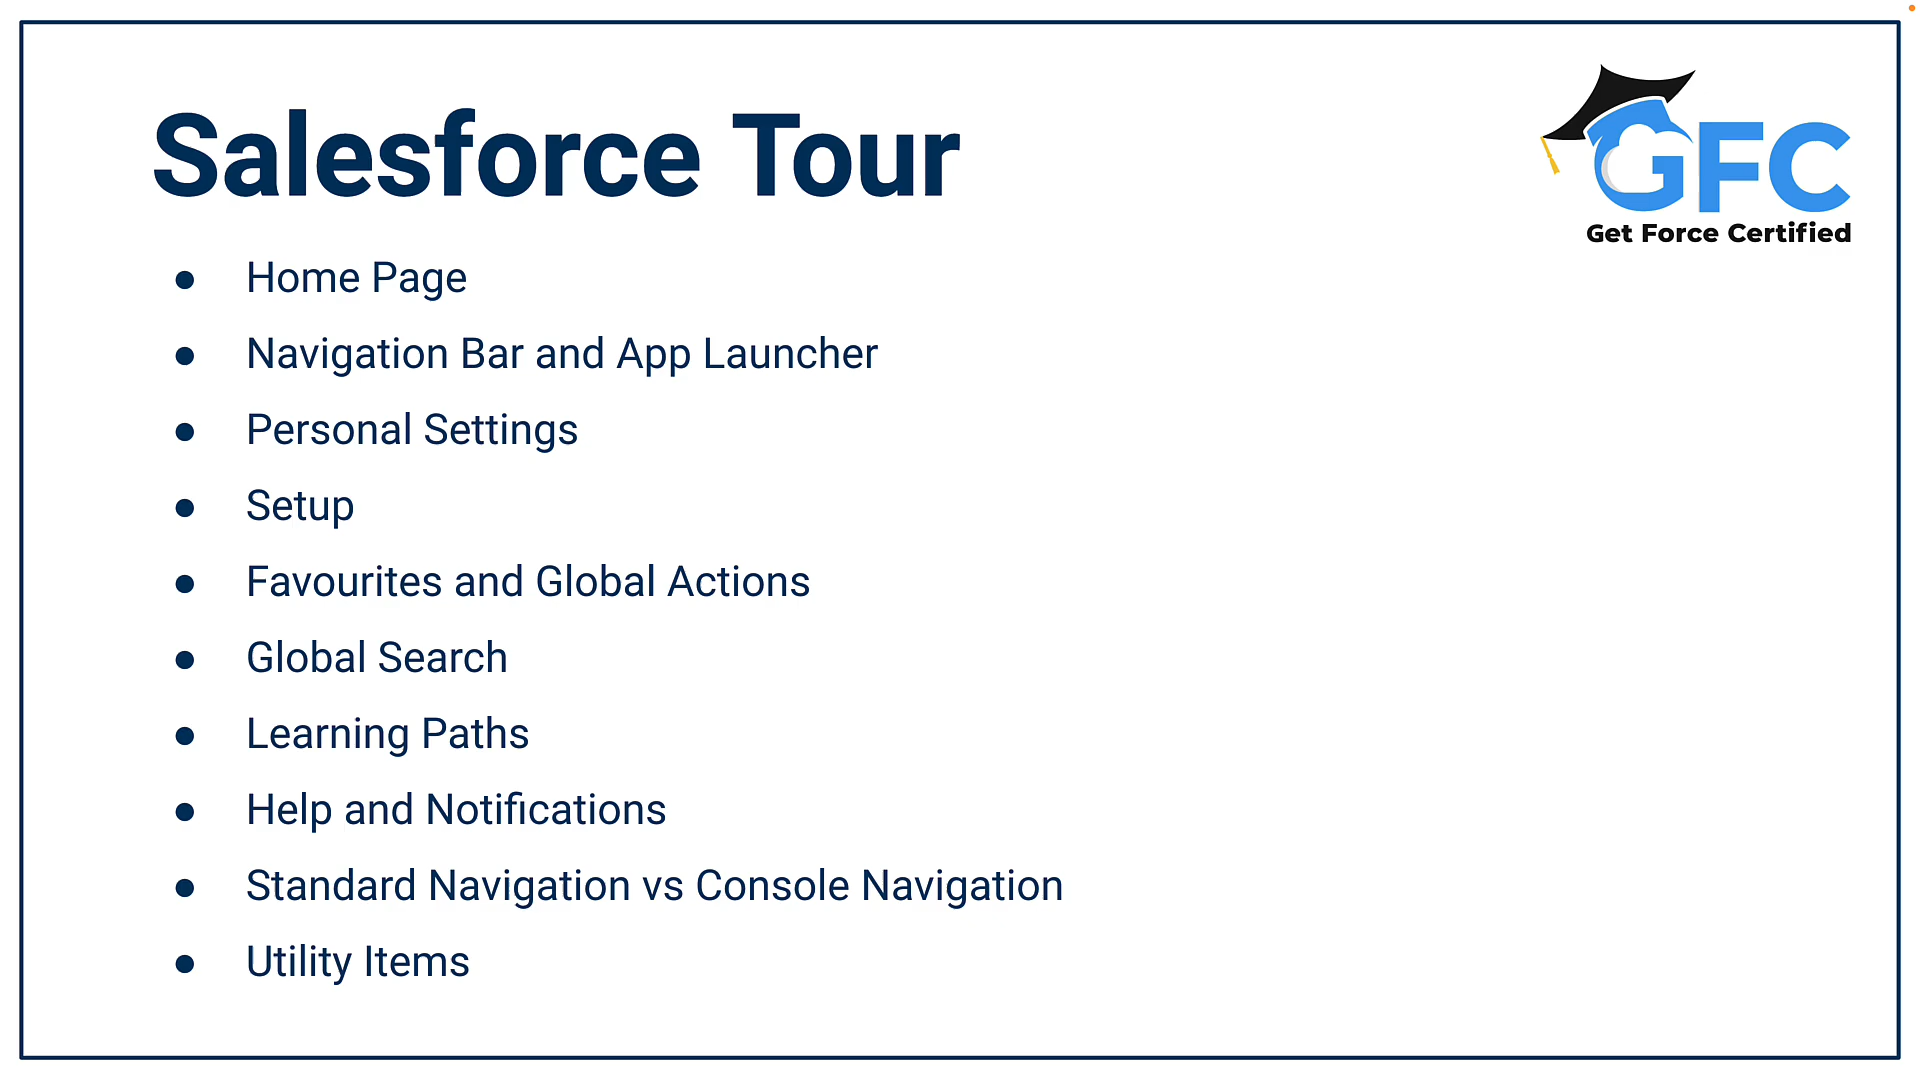 Salesforce Tour
GFC
Get Force Certified
● Home Page
● Navigation Bar and App Launcher
● Personal Settings
● Setup
● Favourites and Global Actions
● Global Search
● Learning Paths
● Help and Notifications
● Standard Navigation vs Console Navigation
● Utility Items